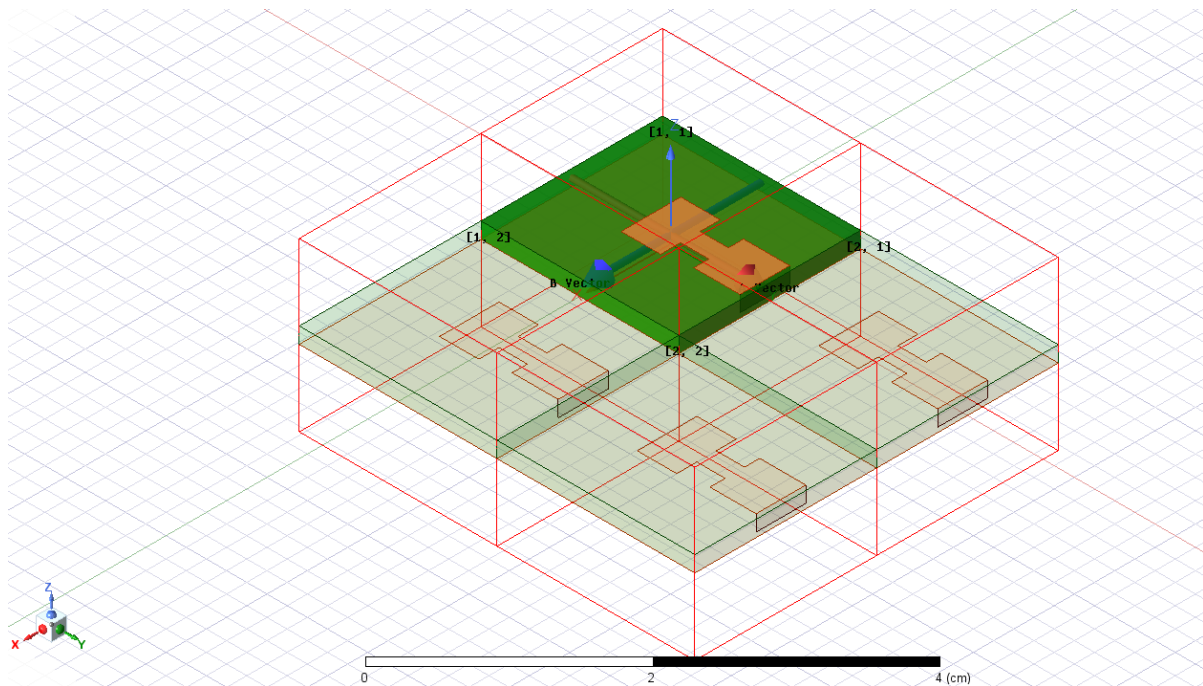 [1, 1]
[1, 2]
[2, 1]
Vector
Vector
[2, 2]
Z
X
Y
0
2
4 (cm)